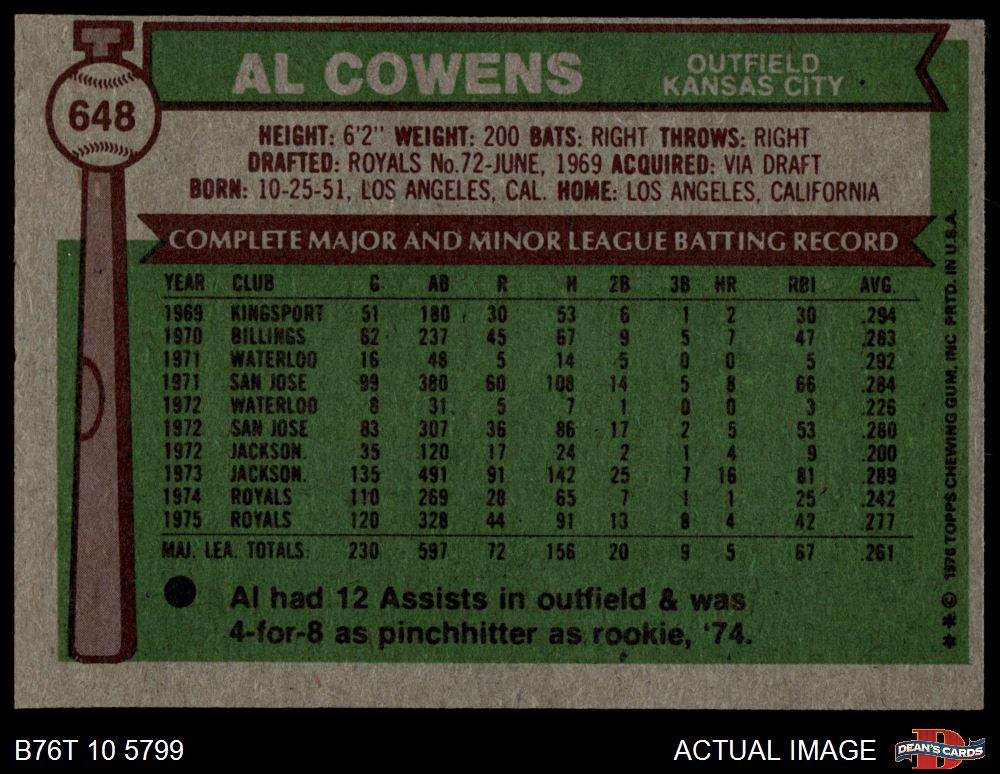 648
AL COWENS
OUTFIELD
KANSAS CITY
HEIGHT: 6'2" WEIGHT: 200 BATS: RIGHT THROWS: RIGHT
DRAFTED: ROYALS No.72-JUNE, 1969 ACQUIRED: VIA DRAFT
BORN: 10-25-51, LOS ANGELES, CAL. HOME: LOS ANGELES, CALIFORNIA
COMPLETE MAJOR AND MINOR LEAGUE BATTING RECORD
YEAR CLUB G AB R H 2B 3B HR RBI AVG.
1969 KINGSPORT 51 180 30 53 6 1 2 30 .294
1970 BILLINGS 62 237 45 67 9 5 7 47 .283
1971 WATERLOO 16 48 5 14 5 0 0 5 .292
1971 SAN JOSE 99 380 60 108 14 5 8 66 .284
1972 WATERLOO 8 31 5 7 1 0 0 3 .226
1972 SAN JOSE 83 307 36 86 17 2 5 53 .280
1972 JACKSON. 35 120 17 24 2 1 4 9 .200
1973 JACKSON. 135 491 91 142 25 7 16 81 .289
1974 ROYALS 110 269 28 65 7 1 1 25 .242
1975 ROYALS 120 328 44 91 13 8 4 42 .277
MAJ. LEA. TOTALS: 230 597 72 156 20 9 5 67 .261
Al had 12 Assists in outfield & was
4-for-8 as pinchhitter as rookie, '74.
** © 1976 TOPPS CHEWING GUM, INC PRTD. IN U.S.A.
B76T 10 5799
ACTUAL IMAGE
DEAN'S CARDS